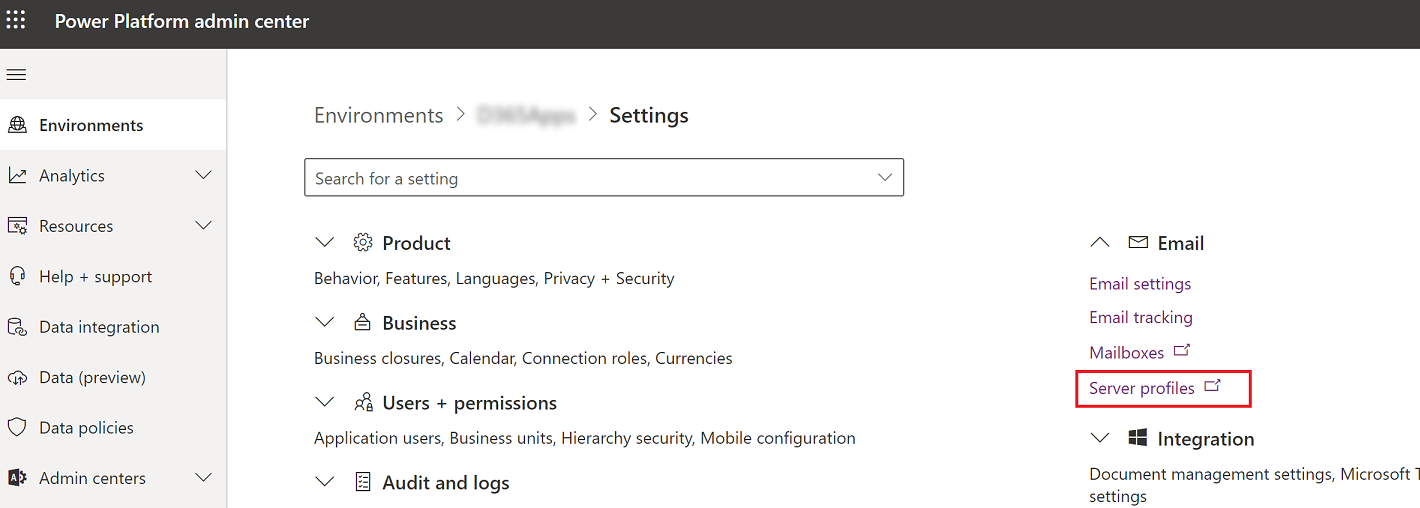 Power Platform admin center
Environments
Analytics
Resources
Help + support
Data integration
Data (preview)
Data policies
Admin centers
Environments > D365Apps > Settings
Search for a setting
Product
Behavior, Features, Languages, Privacy + Security
Business
Business closures, Calendar, Connection roles, Currencies
Users + permissions
Application users, Business units, Hierarchy security, Mobile configuration
Audit and logs
Email
Email settings
Email tracking
Mailboxes
Server profiles
Integration
Document management settings, Microsoft T
settings